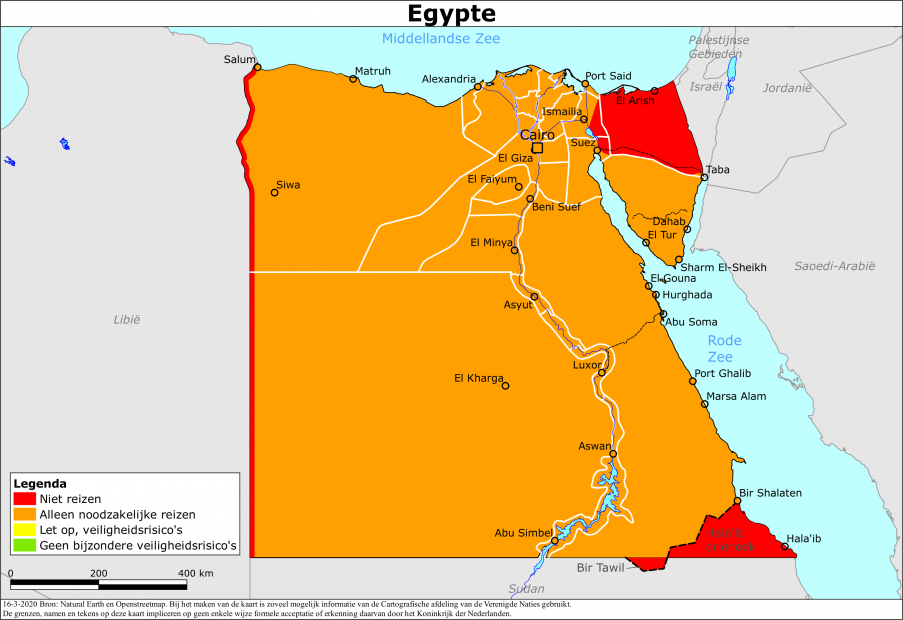 Egypte
Middellandse Zee
Palestijnse
Gebieden
Israël
Jordanië
Salum
Matruh
Alexandria
Port Said
El Arish
Ismailia
Cairo
Suez
El Giza
Taba
El Faiyum
Siwa
Beni Suef
Dahab
El Tur
El Minya
Sharm El-Sheikh
Saoedi-Arabië
El Gouna
Hurghada
Asyut
Abu Soma
Libië
Rode
Zee
Luxor
Port Ghalib
El Kharga
Marsa Alam
Aswan
Bir Shalaten
Abu Simbel
Hala'ib
driehoek
Hala'ib
Bir Tawil
Sudan
Legenda
Niet reizen
Alleen noodzakelijke reizen
Let op, veiligheidsrisico's
Geen bijzondere veiligheidsrisico's
0 200 400 km
16-3-2020 Bron: Natural Earth en Openstreetmap. Bij het maken van de kaart is zoveel mogelijk informatie van de Cartografische afdeling van de Verenigde Naties gebruikt.
De grenzen, namen en tekens op deze kaart impliceren op geen enkele wijze formele acceptatie of erkenning daarvan door het Koninkrijk der Nederlanden.